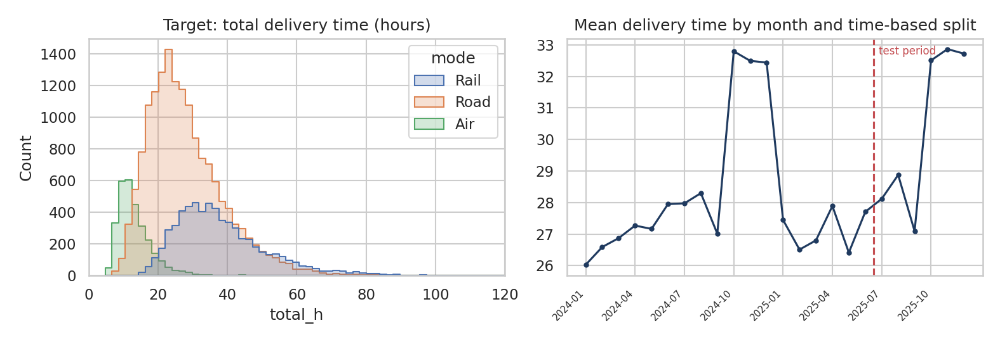 Target: total delivery time (hours)
1400
1200
1000
800
600
400
200
0
Count
0 20 40 60 80 100 120
total_h
mode
Rail
Road
Air
Mean delivery time by month and time-based split
33
32
31
30
29
28
27
26
test period
2024-01 2024-04 2024-07 2024-10 2025-01 2025-04 2025-07 2025-10